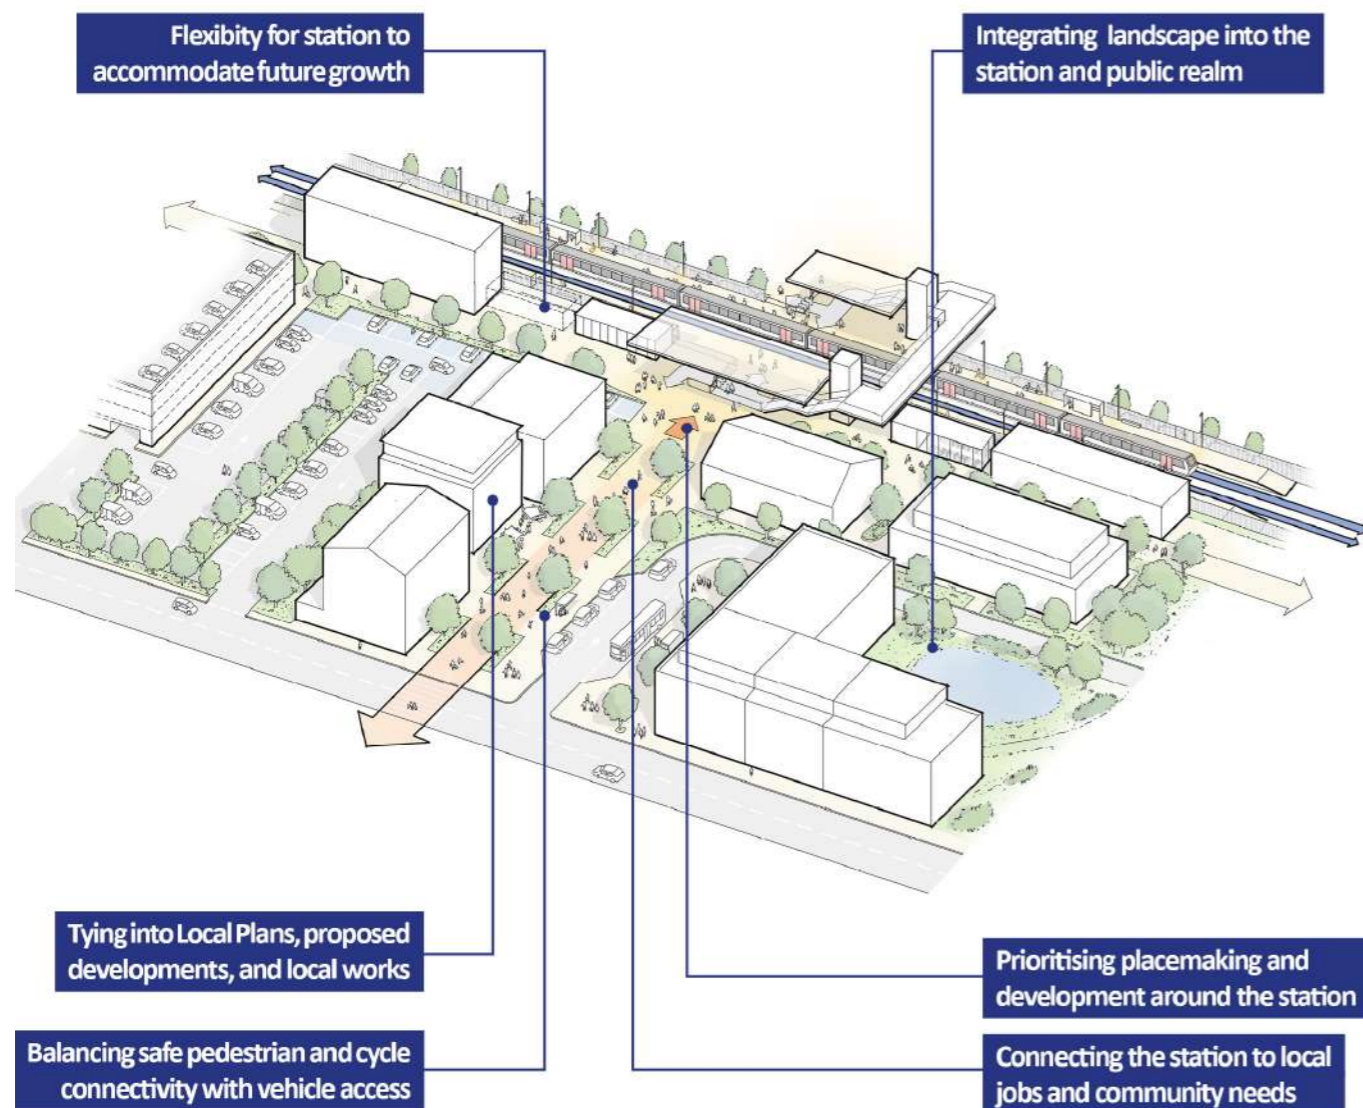 Flexibity for station to
accommodate future growth
Integrating landscape into the
station and public realm
Tying into Local Plans, proposed
developments, and local works
Prioritising placemaking and
development around the station
Balancing safe pedestrian and cycle
connectivity with vehicle access
Connecting the station to local
jobs and community needs